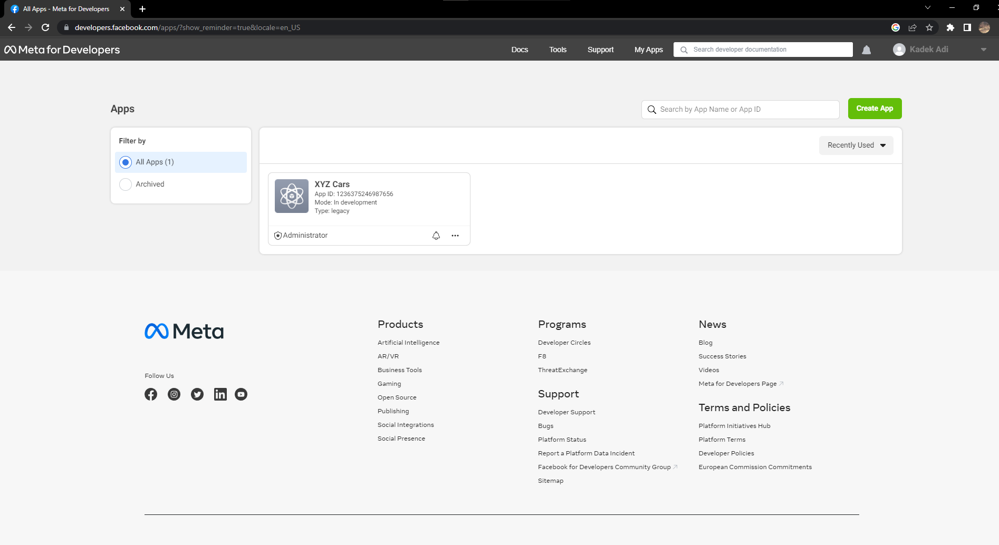 All Apps - Meta for Developers
developers.facebook.com/apps/?show_reminder=true&locale=en_US
Meta for Developers
Docs
Tools
Support
My Apps
Search developer documentation
Kadek Adi
Apps
Search by App Name or App ID
Create App
Filter by
All Apps (1)
Archived
Recently Used
XYZ Cars
App ID: 1236375246987656
Mode: In development
Type: legacy
Administrator
Meta
Follow Us
Products
Artificial Intelligence
AR/VR
Business Tools
Gaming
Open Source
Publishing
Social Integrations
Social Presence
Programs
Developer Circles
F8
ThreatExchange
Support
Developer Support
Bugs
Platform Status
Report a Platform Data Incident
Facebook for Developers Community Group
Sitemap
News
Blog
Success Stories
Videos
Meta for Developers Page
Terms and Policies
Platform Initiatives Hub
Platform Terms
Developer Policies
European Commission Commitments